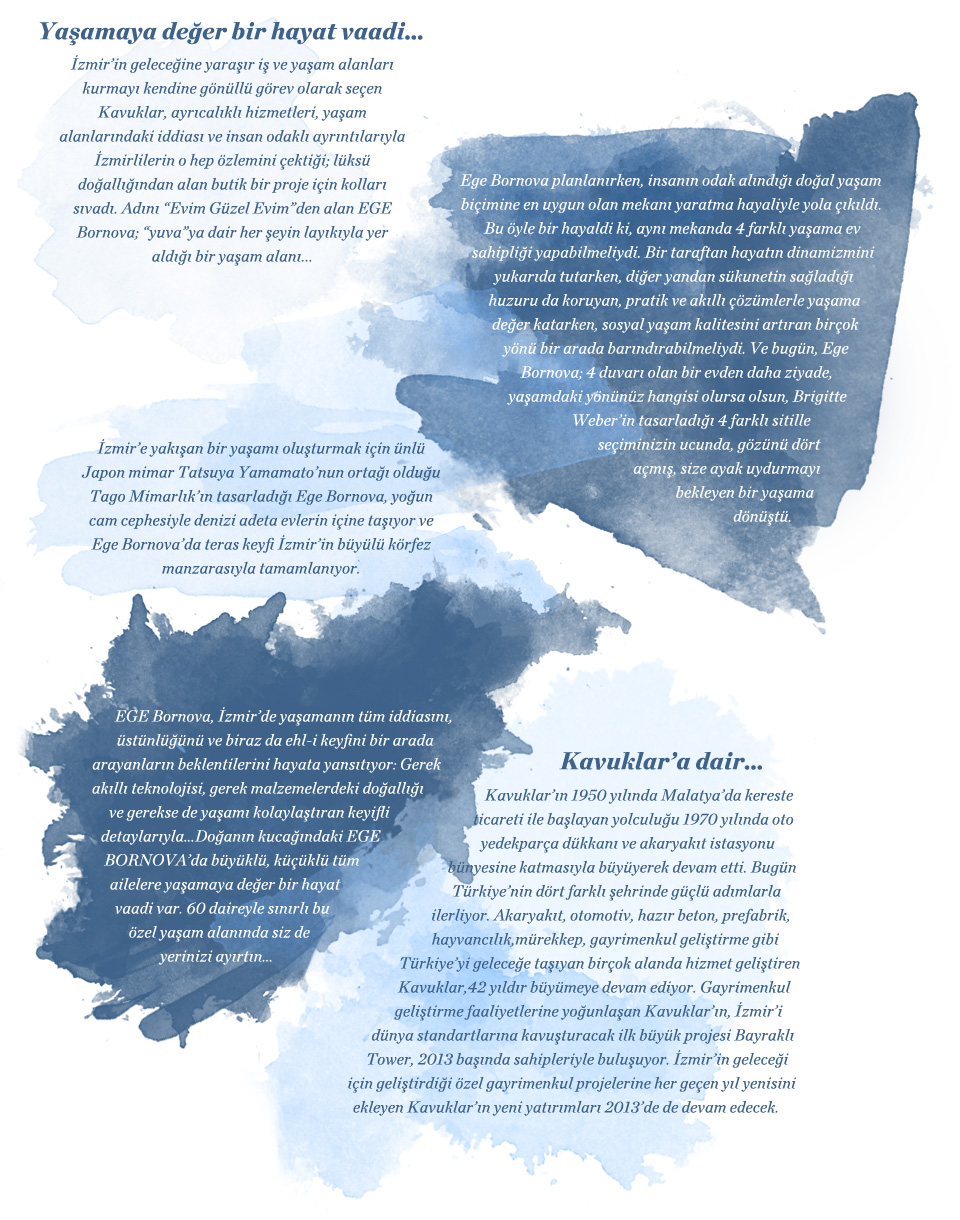 Yaşamaya değer bir hayat vaadi...
İzmir’in geleceğine yaraşır iş ve yaşam alanları
kurmayı kendine gönüllü görev olarak seçen
Kavuklar, ayrıcalıklı hizmetleri, yaşam
alanlarındaki iddiası ve insan odaklı ayrıntılarıyla
İzmirlilerin o hep özlemini çektiği; lüksü
doğallığından alan butik bir proje için kolları
sıvadı. Adını “Evim Güzel Evim”den alan EGE
Bornova; “yuva”ya dair her şeyin layıkıyla yer
aldığı bir yaşam alanı...
Ege Bornova planlanırken, insanın odak alındığı doğal yaşam
biçimine en uygun olan mekanı yaratma hayaliyle yola çıkıldı.
Bu öyle bir hayaldi ki, aynı mekanda 4 farklı yaşama ev
sahipliği yapabilmeliydi. Bir taraftan hayatın dinamizmini
yukarıda tutarken, diğer yandan sükunetin sağladığı
huzuru da koruyan, pratik ve akıllı çözümlerle yaşama
değer katarken, sosyal yaşam kalitesini artıran birçok
yönü bir arada barındırabilmeliydi. Ve bugün, Ege
Bornova; 4 duvarı olan bir evden daha ziyade,
yaşamdaki yönünüz hangisi olursa olsun, Brigitte
Weber’in tasarladığı 4 farklı sitille
seçiminizin ucunda, gözünü dört
açmış, size ayak uydurmayı
bekleyen bir yaşama
dönüştü.
İzmir’e yakışan bir yaşamı oluşturmak için ünlü
Japon mimar Tatsuya Yamamato’nun ortağı olduğu
Tago Mimarlık’ın tasarladığı Ege Bornova, yoğun
cam cephesiyle denizi adeta evlerin içine taşıyor ve
Ege Bornova’da teras keyfi İzmir’in büyülü körfez
manzarasıyla tamamlanıyor.
EGE Bornova, İzmir’de yaşamanın tüm iddiasını,
üstünlüğünü ve biraz da ehl-i keyfini bir arada
arayanların beklentilerini hayata yansıtıyor: Gerek
akıllı teknolojisi, gerek malzemelerdeki doğallığı
ve gerekse de yaşamı kolaylaştıran keyifli
detaylarıyla...Doğanın kucağındaki EGE
BORNOVA’da büyüklü, küçüklü tüm
ailelere yaşamaya değer bir hayat
vaadi var. 60 daireyle sınırlı bu
özel yaşam alanında siz de
yerinizi ayırtın...
Kavuklar’a dair...
Kavuklar’ın 1950 yılında Malatya’da kereste
ticareti ile başlayan yolculuğu 1970 yılında oto
yedekparça dükkanı ve akaryakıt istasyonu
bünyesine katmasıyla büyüyerek devam etti. Bugün
Türkiye’nin dört farklı şehrinde güçlü adımlarla
ilerliyor. Akaryakıt, otomotiv, hazır beton, prefabrik,
hayvancılık,mürekkep, gayrimenkul geliştirme gibi
Türkiye’yi geleceğe taşıyan birçok alanda hizmet geliştiren
Kavuklar,42 yıldır büyümeye devam ediyor. Gayrimenkul
geliştirme faaliyetlerine yoğunlaşan Kavuklar’ın, İzmir’i
dünya standartlarına kavuşturacak ilk büyük projesi Bayraklı
Tower, 2013 başında sahipleriyle buluşuyor. İzmir’in geleceği
için geliştirdiği özel gayrimenkul projelerine her geçen yıl yenisini
ekleyen Kavuklar’ın yeni yatırımları 2013’de de devam edecek.